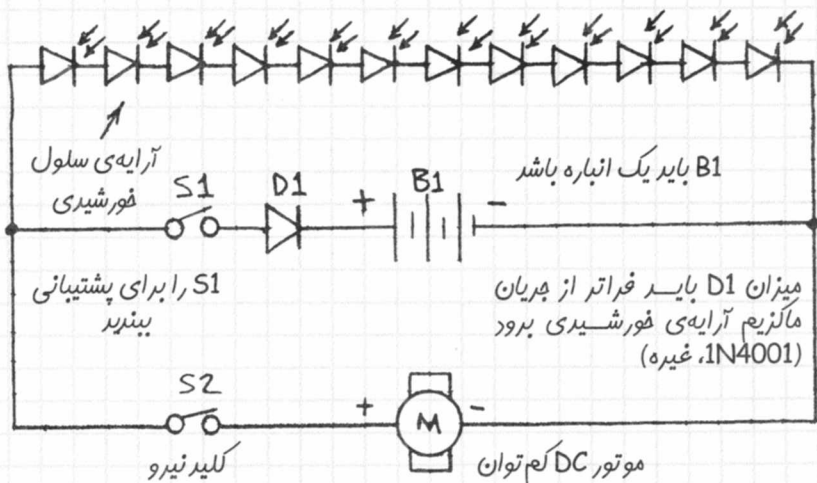 آرایه‌ی سلول
خورشیدی
S1
D1
+
B1
-
B1 باید یک انباره باشد
S1 را برای پشتیبانی
ببندید
میزان D1 باید فراتر از جریان
ماکزیم آرایه‌ی خورشیدی برود
(1N4001، غیره)
S2
+
M
-
کلید نیرو
موتور DC کم توان